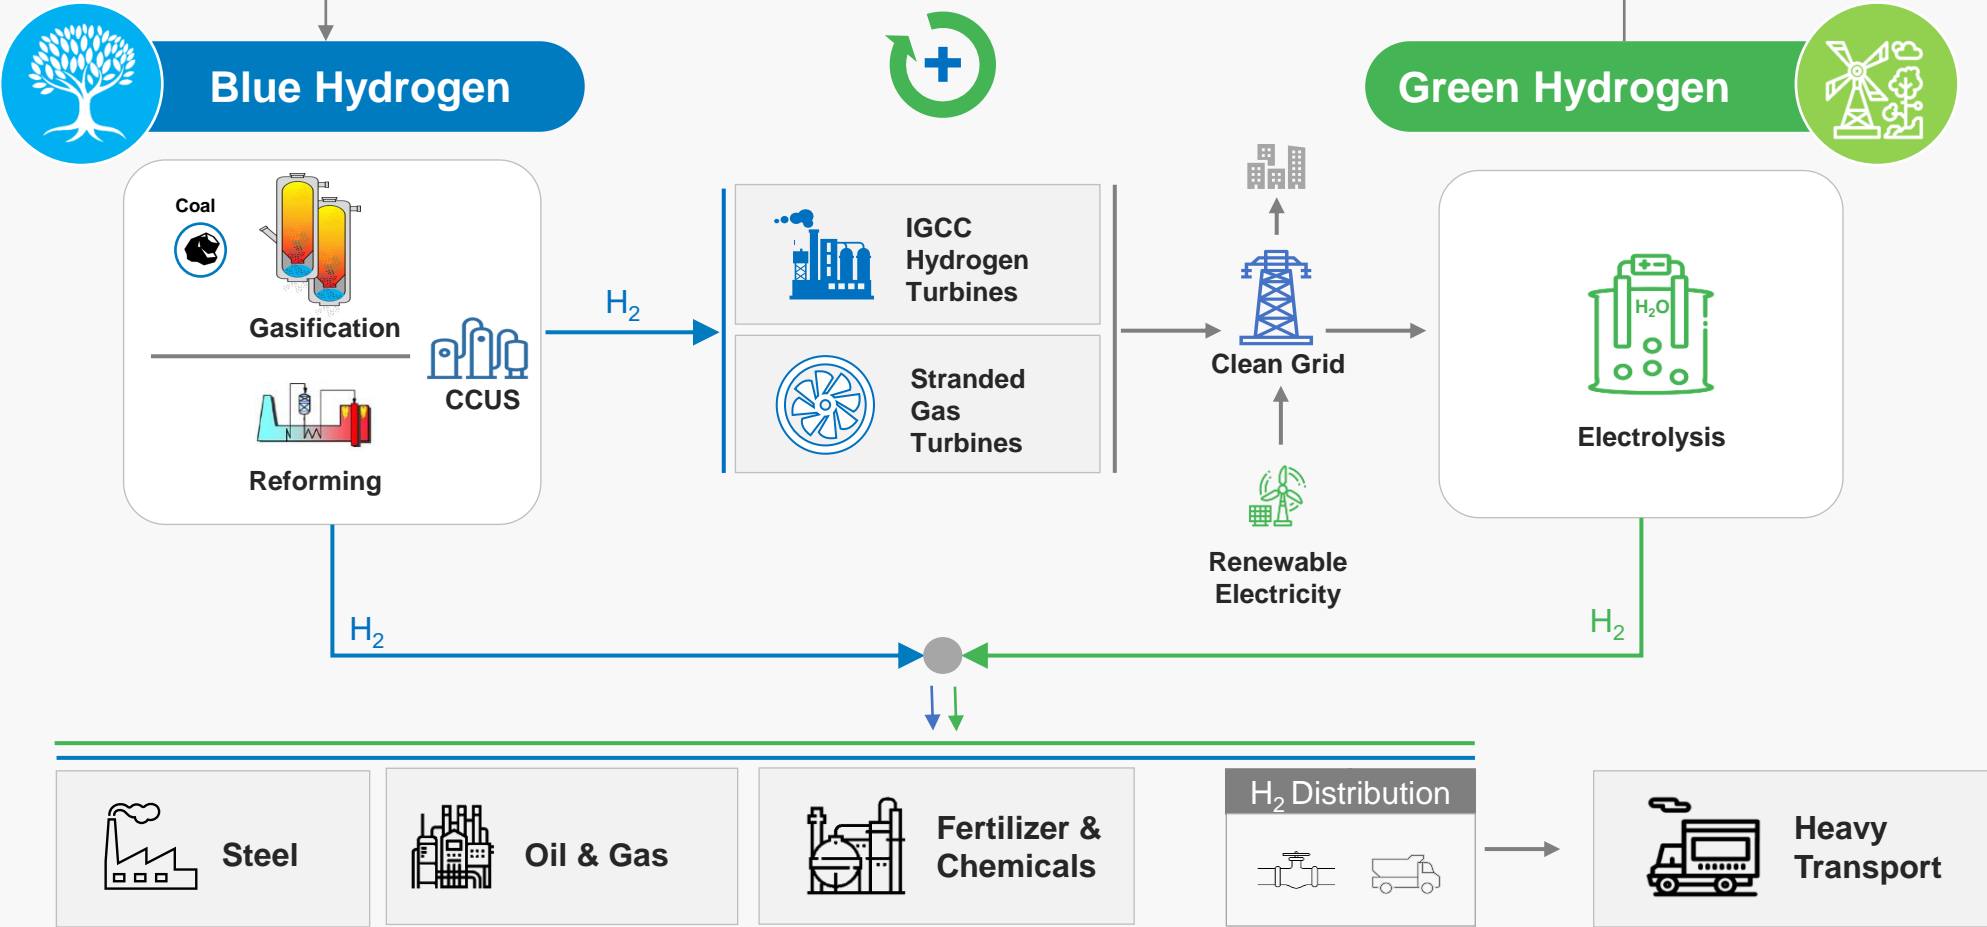 Blue Hydrogen
Green Hydrogen
Coal
Gasification
CCUS
Reforming
H₂
IGCC
Hydrogen
Turbines
Stranded
Gas
Turbines
Clean Grid
Renewable
Electricity
H₂O
Electrolysis
H₂
H₂
Steel
Oil & Gas
Fertilizer &
Chemicals
H₂ Distribution
Heavy
Transport